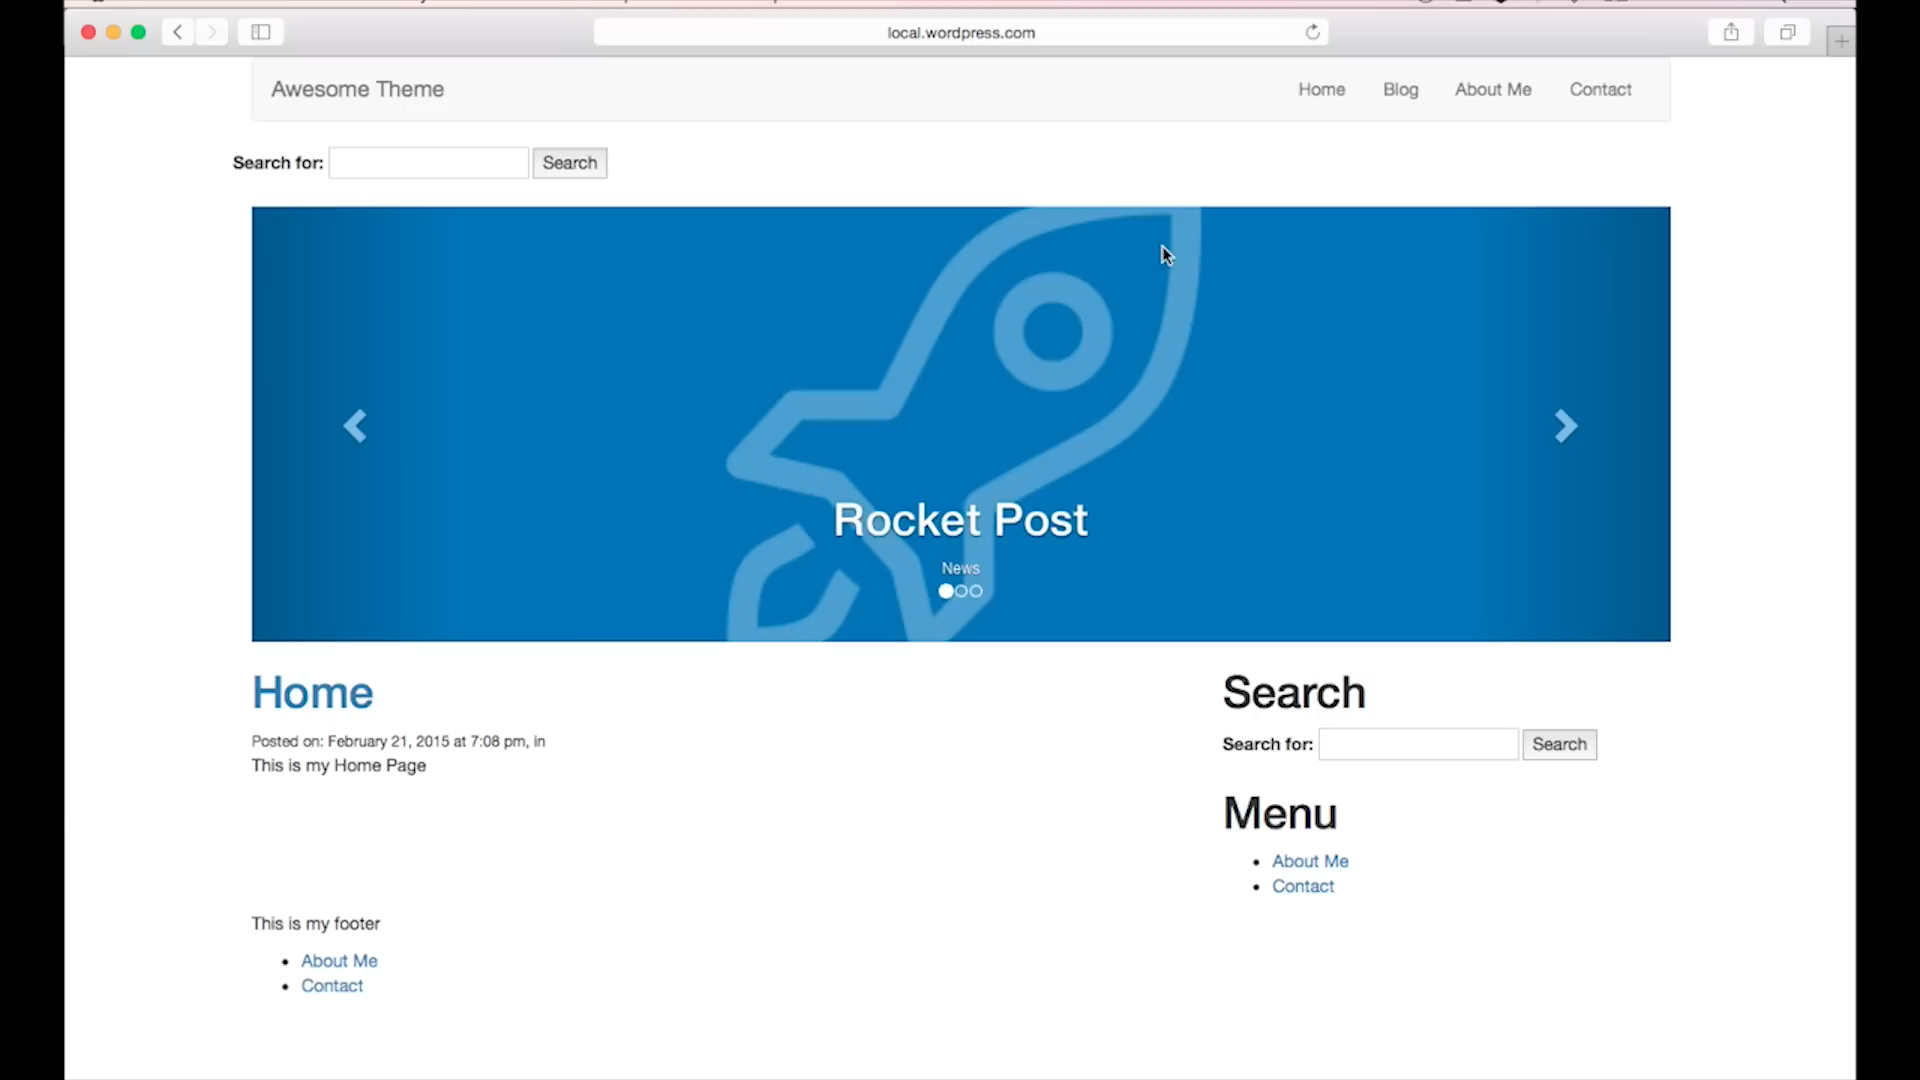 local.wordpress.com
Awesome Theme Home Blog About Me Contact
Search for: Search
Rocket Post
News
Home
Posted on: February 21, 2015 at 7:08 pm, in
This is my Home Page
Search
Search for: Search
Menu
About Me
Contact
This is my footer
About Me
Contact